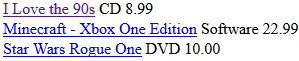 I Love the 90s CD 8.99
Minecraft - Xbox One Edition Software 22.99
Star Wars Rogue One DVD 10.00